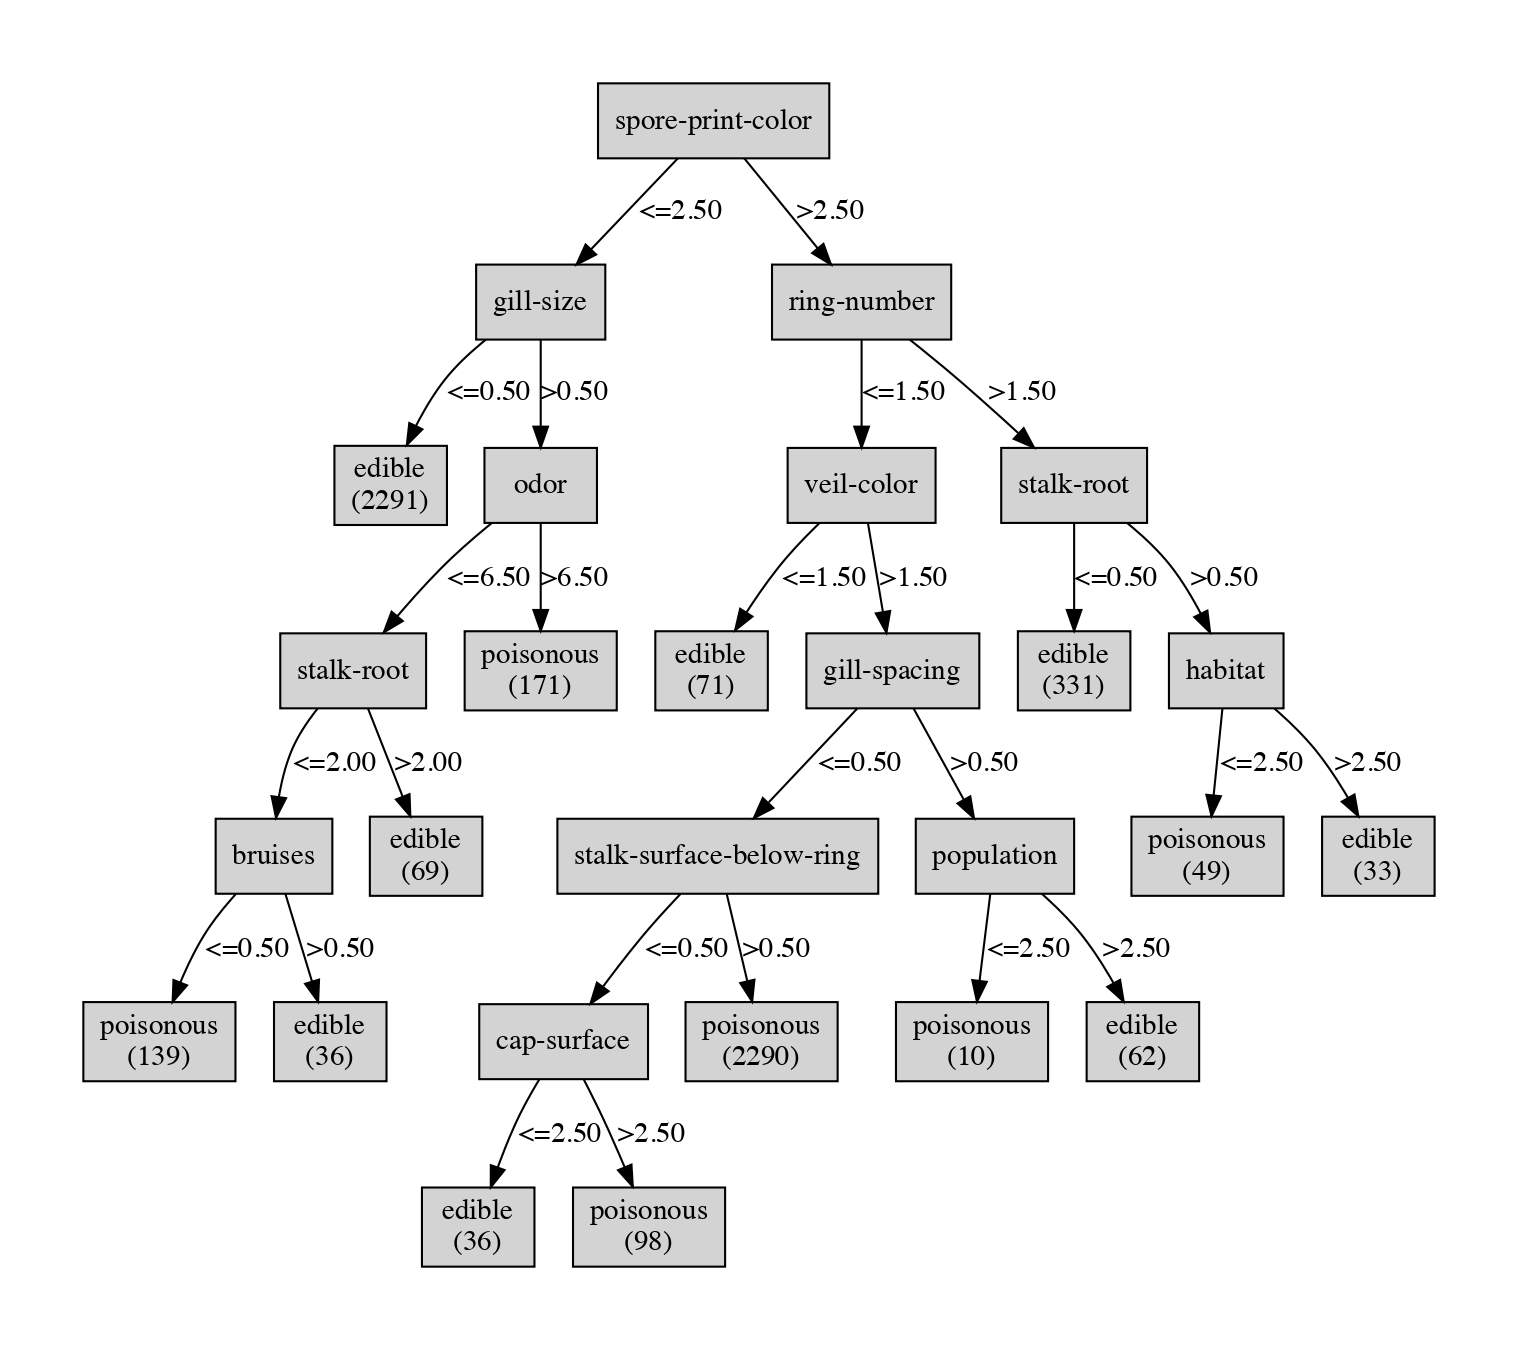 spore-print-color
<=2.50
>2.50
gill-size
ring-number
<=0.50
>0.50
<=1.50
>1.50
edible
(2291)
odor
veil-color
stalk-root
<=6.50
>6.50
<=1.50
>1.50
<=0.50
>0.50
stalk-root
poisonous
(171)
edible
(71)
gill-spacing
edible
(331)
habitat
<=2.00
>2.00
<=0.50
>0.50
<=2.50
>2.50
bruises
edible
(69)
stalk-surface-below-ring
population
poisonous
(49)
edible
(33)
<=0.50
>0.50
<=0.50
>0.50
<=2.50
>2.50
poisonous
(139)
edible
(36)
cap-surface
poisonous
(2290)
poisonous
(10)
edible
(62)
<=2.50
>2.50
edible
(36)
poisonous
(98)